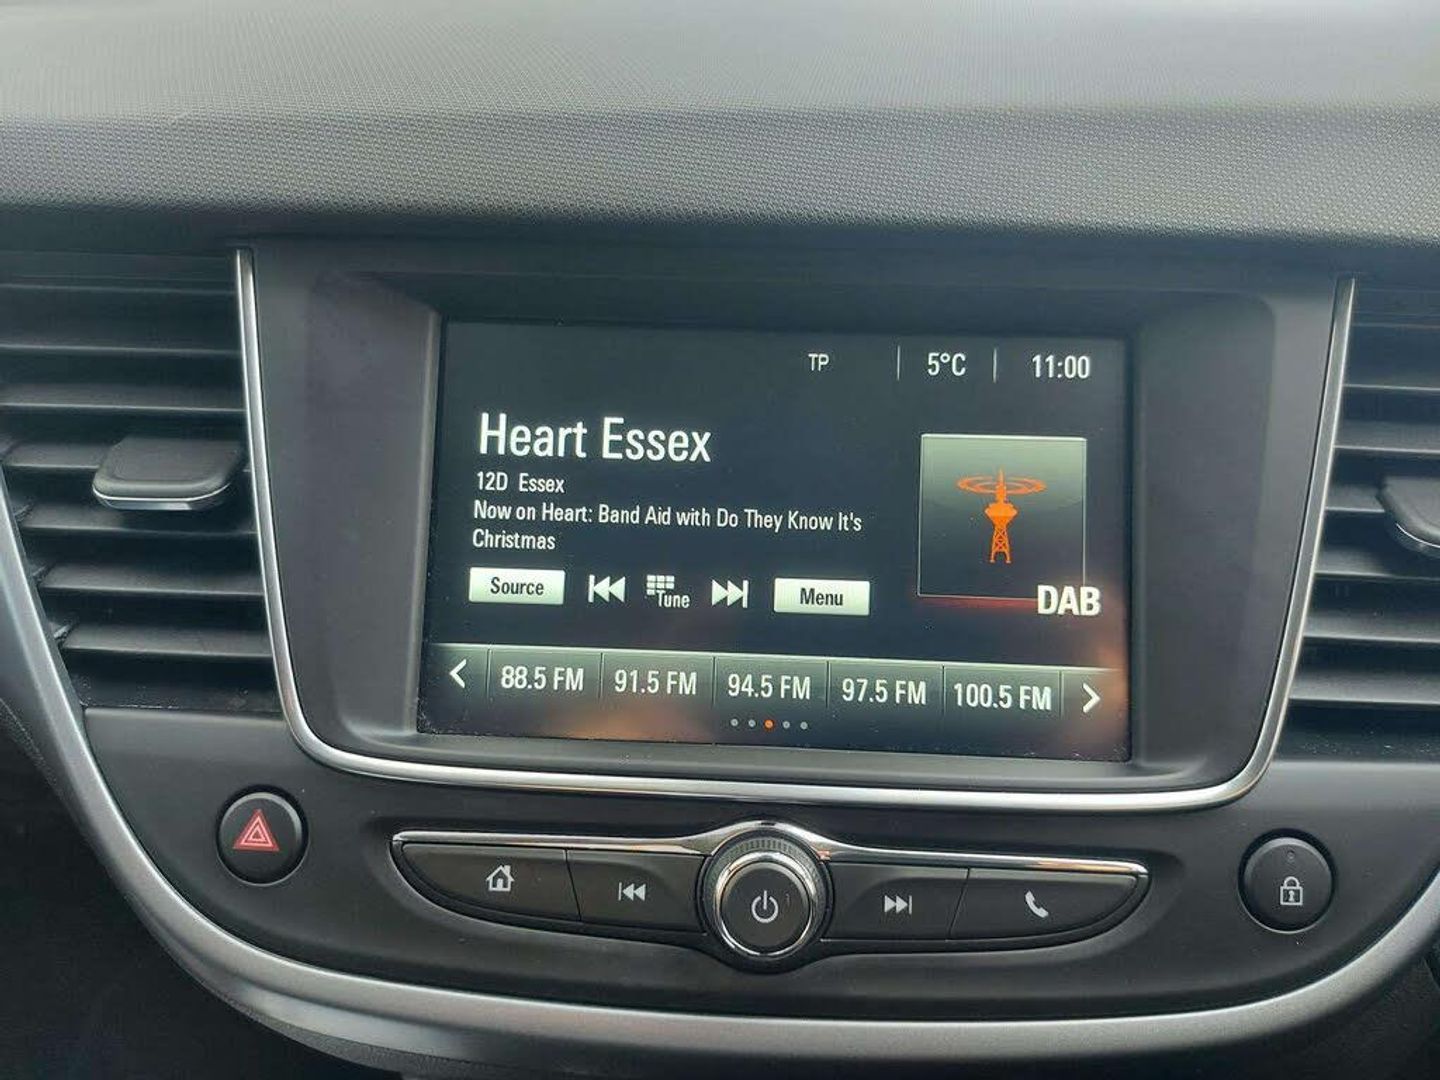 TP 5°C 11:00
Heart Essex
12D Essex
Now on Heart: Band Aid with Do They Know It's
Christmas
Source Tune Menu
DAB
88.5 FM 91.5 FM 94.5 FM 97.5 FM 100.5 FM